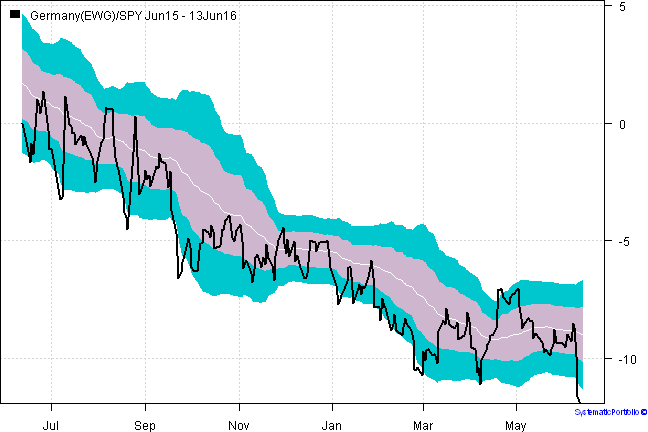 Germany(EWG)/SPY Jun15 - 13Jun16
5
0
-5
-10
Jul Sep Nov Jan Mar May
SystematicPortfolio ©